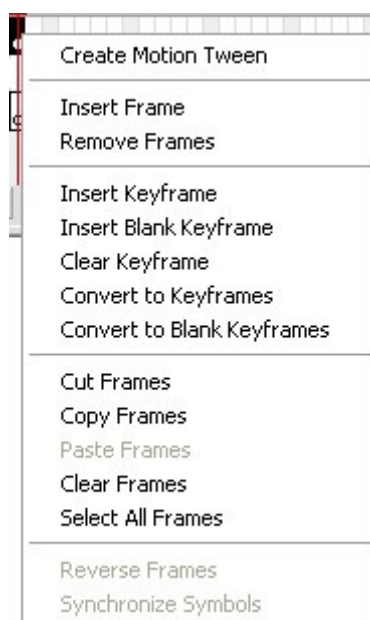 Create Motion Tween
Insert Frame
Remove Frames
Insert Keyframe
Insert Blank Keyframe
Clear Keyframe
Convert to Keyframes
Convert to Blank Keyframes
Cut Frames
Copy Frames
Paste Frames
Clear Frames
Select All Frames
Reverse Frames
Synchronize Symbols